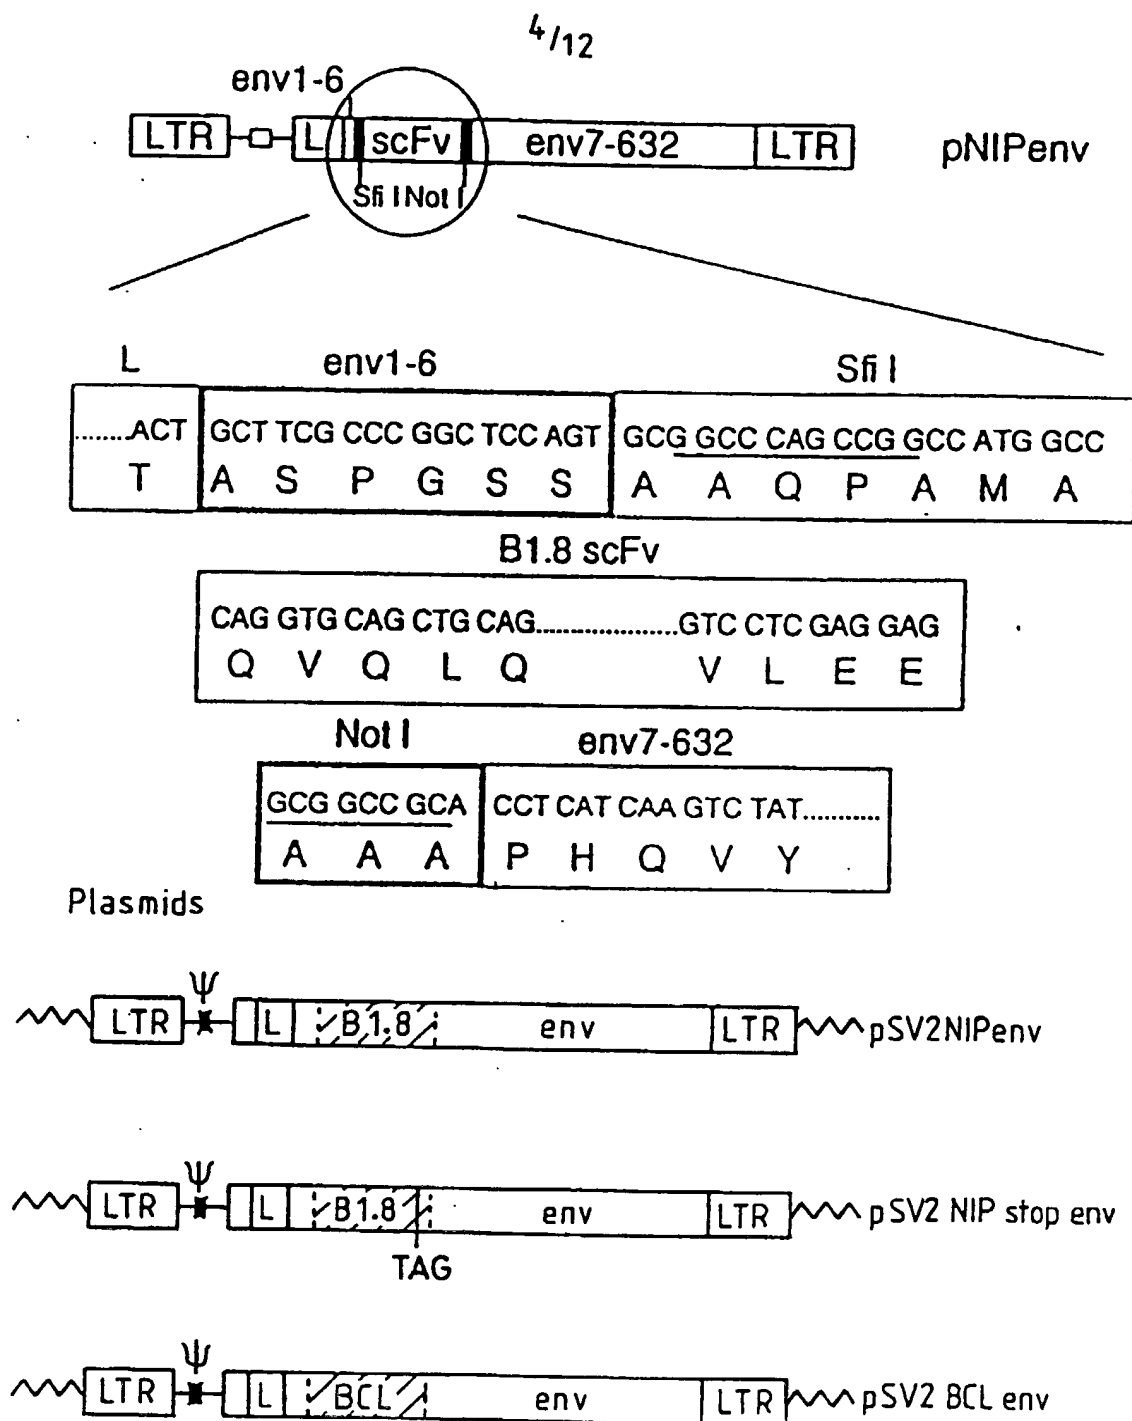 4/12
env1-6
LTR L scFv env7-632 LTR pNIPenv
Sfi I Not I
L env1-6 Sfi I
........ACT GCT TCG CCC GGC TCC AGT GCG GCC CAG CCG GCC ATG GCC
T A S P G S S A A Q P A M A
B1.8 scFv
CAG GTG CAG CTG CAG....................GTC CTC GAG GAG
Q V Q L Q V L E E
Not I env7-632
GCG GCC GCA CCT CAT CAA GTC TAT...........
A A A P H Q V Y
Plasmids
Ψ
LTR L B1.8 env LTR pSV2NIPenv
Ψ
LTR L B1.8 env LTR pSV2 NIP stop env
TAG
Ψ
LTR L BCL env LTR pSV2 BCL env